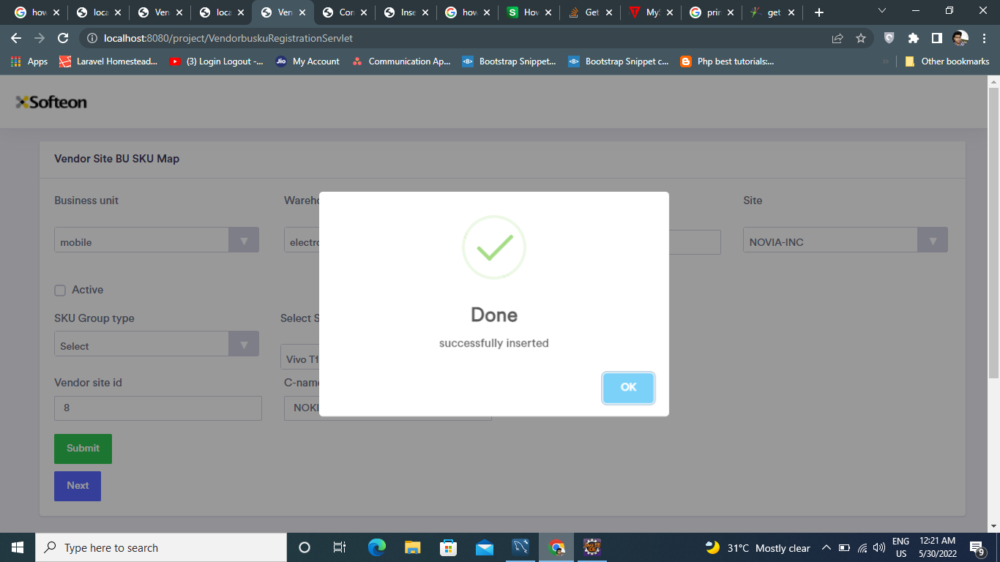 how
loca
Ven
loca
Ven
Con
Inse
how
S
How
Get
MyS
prin
get
localhost:8080/project/VendorbuskuRegistrationServlet
Apps
Laravel Homestead...
(3) Login Logout -...
Jio
My Account
Communication Ap...
<B>
Bootstrap Snippet...
<B>
Bootstrap Snippet c...
Php best tutorials:...
»
Other bookmarks
Softeon
Vendor Site BU SKU Map
Business unit
Wareho
Site
mobile
electro
NOVIA-INC
Active
SKU Group type
Select S
Select
Vivo T1
Vendor site id
C-name
8
NOKI
Done
successfully inserted
OK
Submit
Next
Type here to search
31°C Mostly clear
ENG
US
12:21 AM
5/30/2022
9